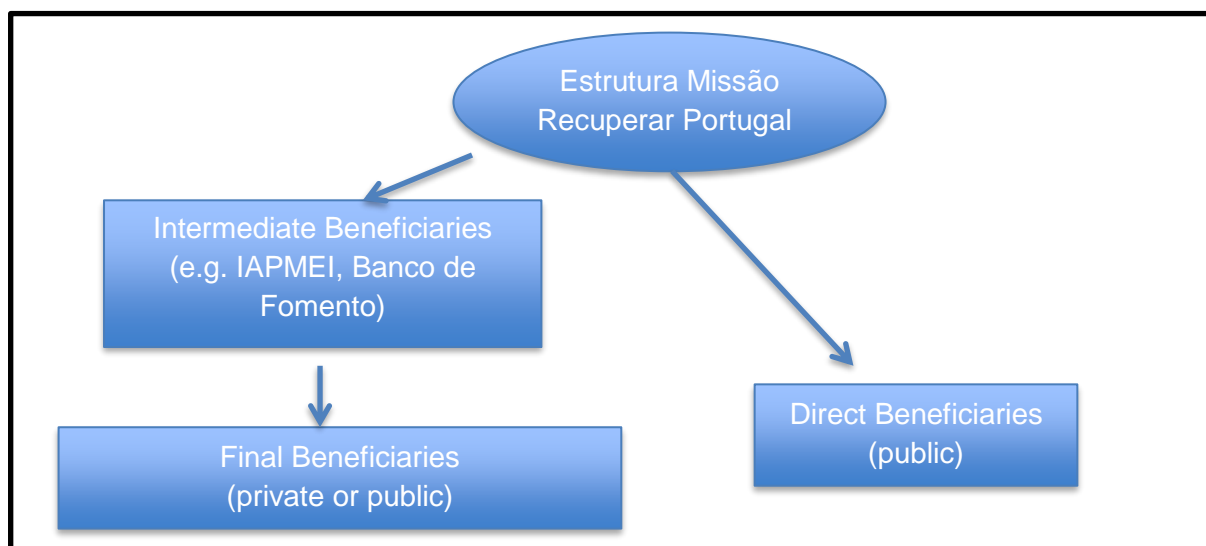 Estrutura Missão
Recuperar Portugal
Intermediate Beneficiaries
(e.g. IAPMEI, Banco de
Fomento)
Direct Beneficiaries
(public)
Final Beneficiaries
(private or public)